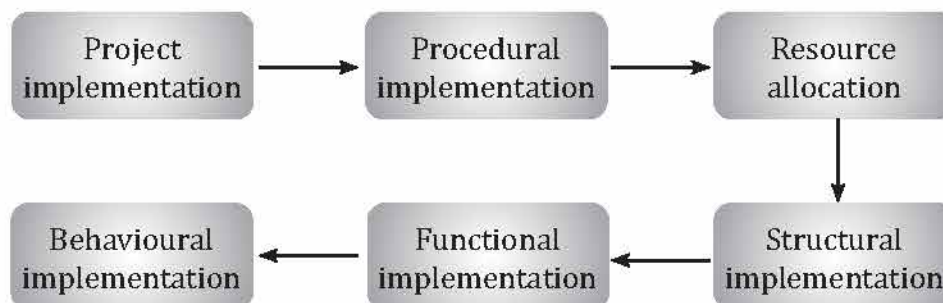 Project
implementation
Procedural
implementation
Resource
allocation
Structural
implementation
Functional
implementation
Behavioural
implementation